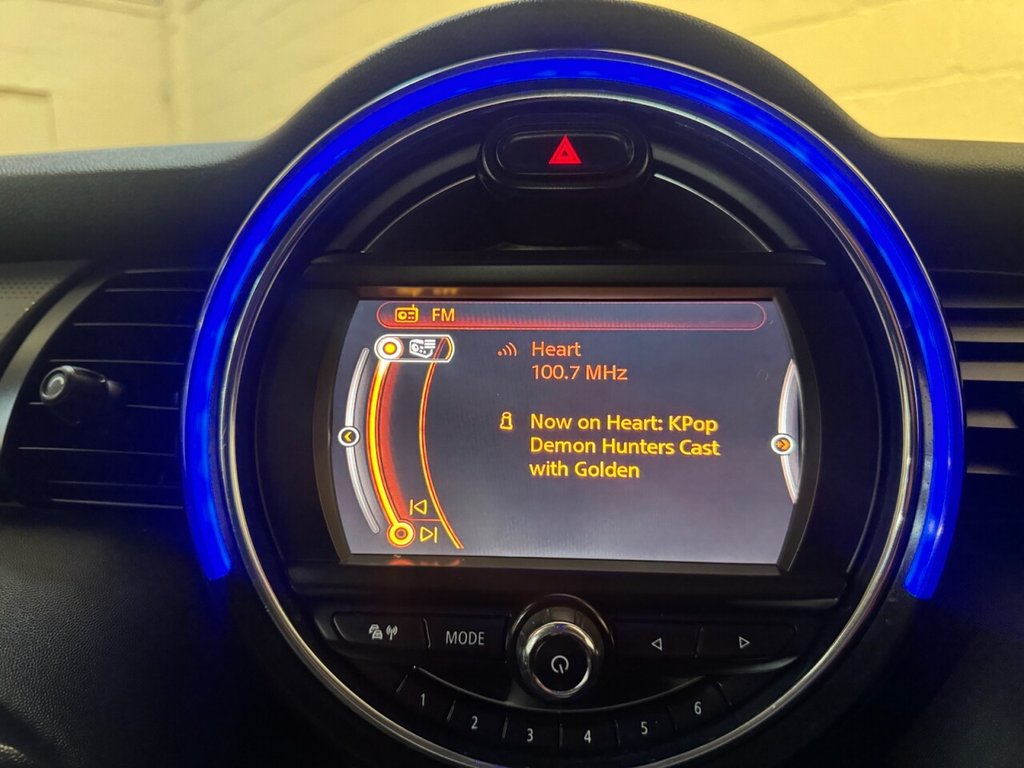 FM
Heart
100.7 MHz
Now on Heart: KPop
Demon Hunters Cast
with Golden
MODE
1 2 3 4 5 6